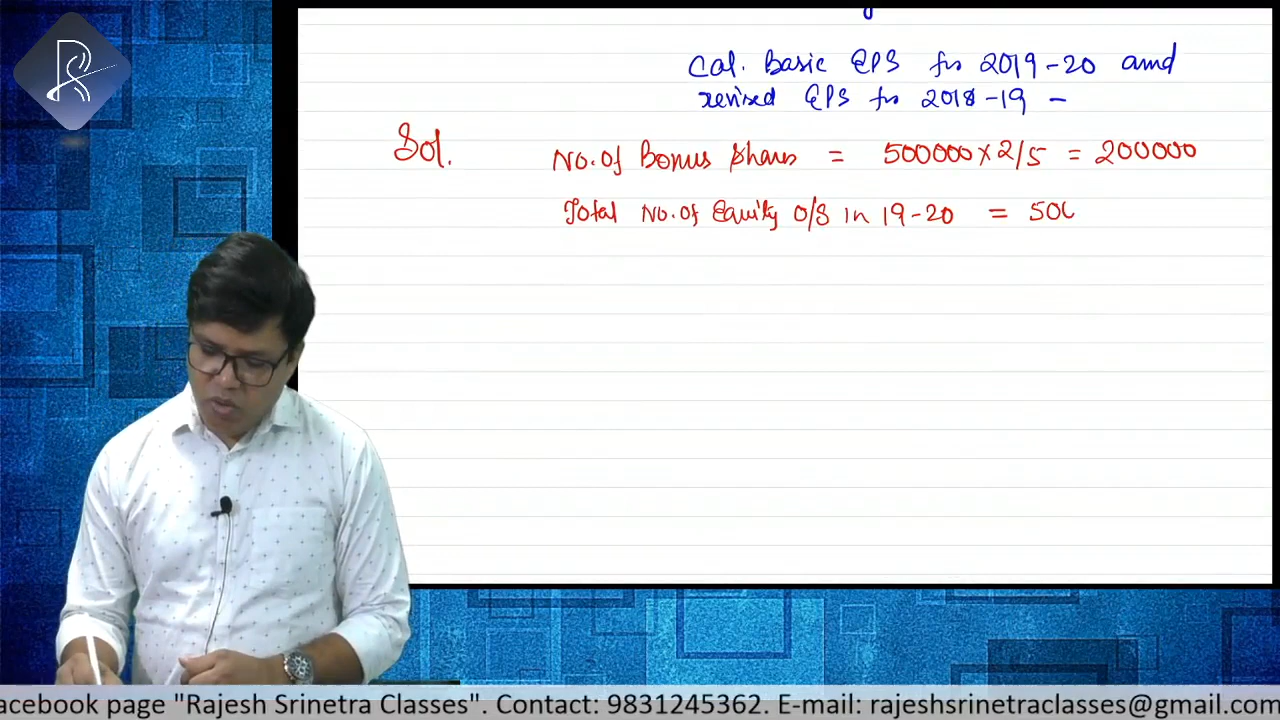 Cal. Basic EPS for 2019-20 and
revised EPS for 2018-19 -
Sol.
No. of Bonus Shares = 500000 × 2/5 = 200000
Total No. of Equity O/S in 19-20 = 500
acebook page "Rajesh Srinetra Classes". Contact: 9831245362. E-mail: rajeshsrinetraclasses@gmail.com